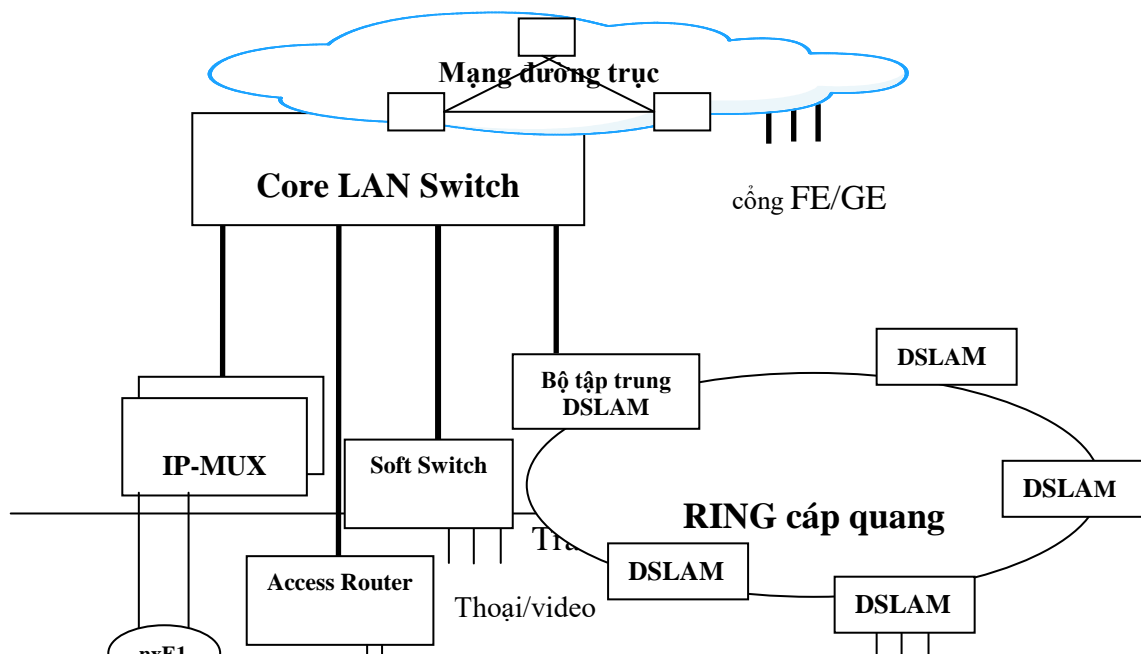 Mạng đường trục
Core LAN Switch
cổng FE/GE
DSLAM
Bộ tập trung
DSLAM
IP-MUX
Soft Switch
DSLAM
RING cáp quang
DSLAM
Access Router
Thoại/video
DSLAM
nxE1